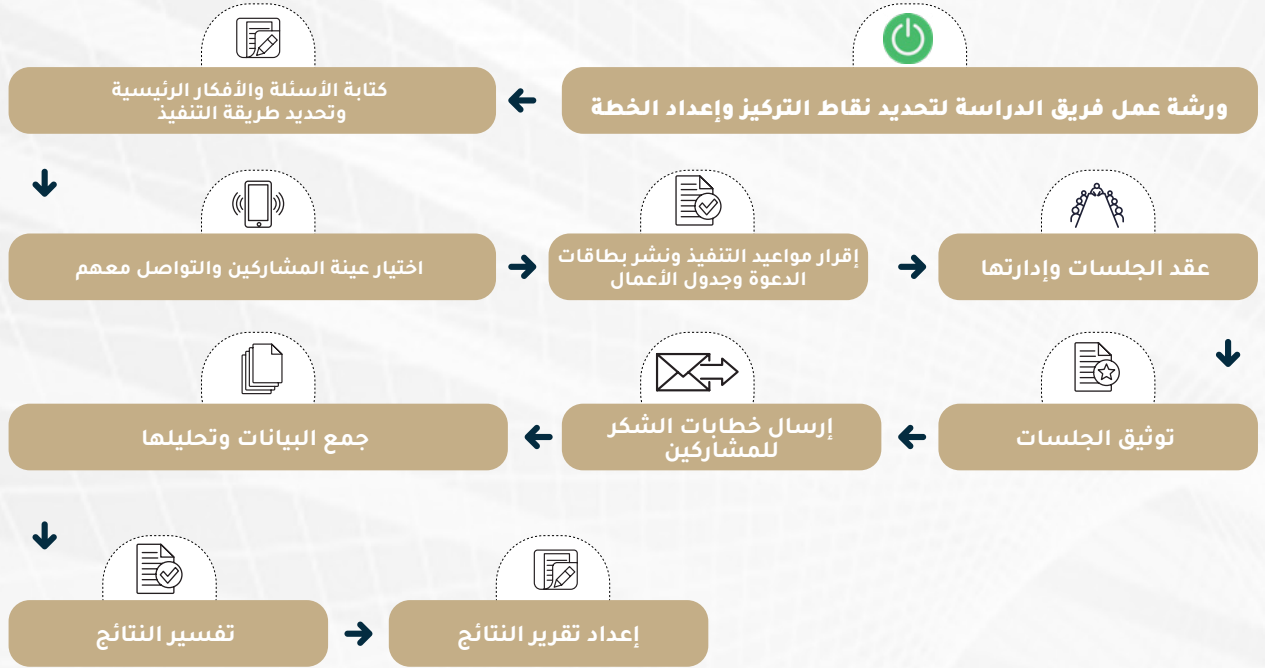 ورشة عمل فريق الدراسة لتحديد نقاط التركيز وإعداد الخطة
كتابة الأسئلة والأفكار الرئيسية
وتحديد طريقة التنفيذ
اختيار عينة المشاركين والتواصل معهم
إقرار مواعيد التنفيذ ونشر بطاقات
الدعوة وجدول الأعمال
عقد الجلسات وإدارتها
توثيق الجلسات
إرسال خطابات الشكر
للمشاركين
جمع البيانات وتحليلها
تفسير النتائج
إعداد تقرير النتائج